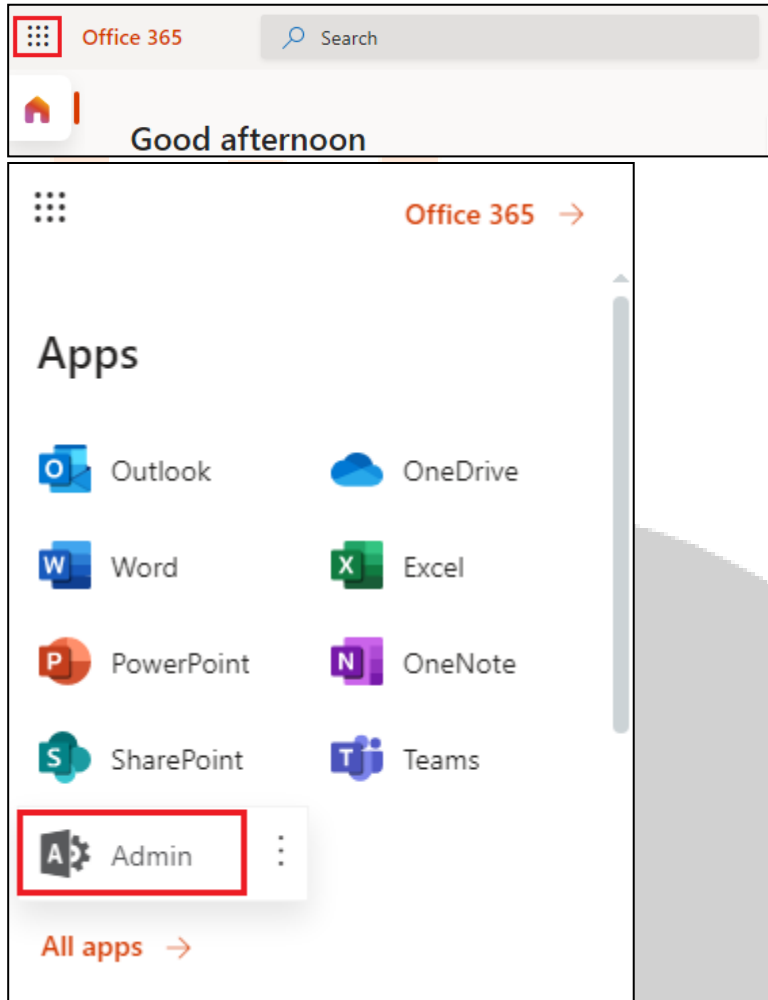 Office 365 Search
Good afternoon
Office 365 →
Apps
O Outlook OneDrive
W Word X Excel
P PowerPoint N OneNote
S SharePoint T Teams
A Admin
All apps →